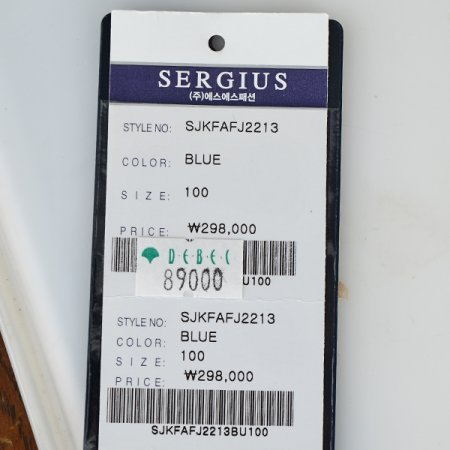 SERGIUS
(주)에스에스패션
STYLE NO: SJKFAFJ2213
COLOR: BLUE
SIZE: 100
PRICE: ₩298,000
DEBEC
89000
BU100
STYLE NO: SJKFAFJ2213
COLOR: BLUE
SIZE: 100
PRICE: ₩298,000
SJKFAFJ2213BU100